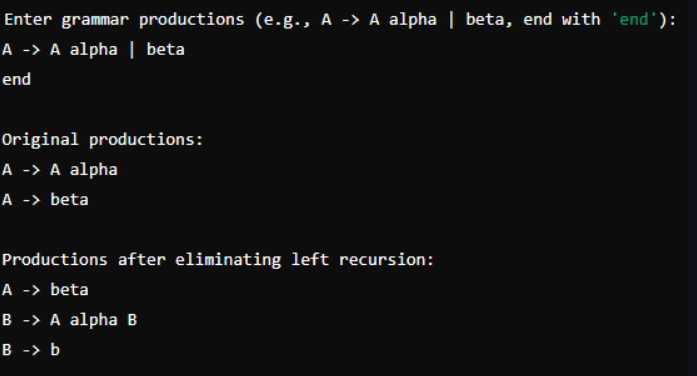 Enter grammar productions (e.g., A -> A alpha | beta, end with 'end'):
A -> A alpha | beta
end
Original productions:
A -> A alpha
A -> beta
Productions after eliminating left recursion:
A -> beta
B -> A alpha B
B -> b